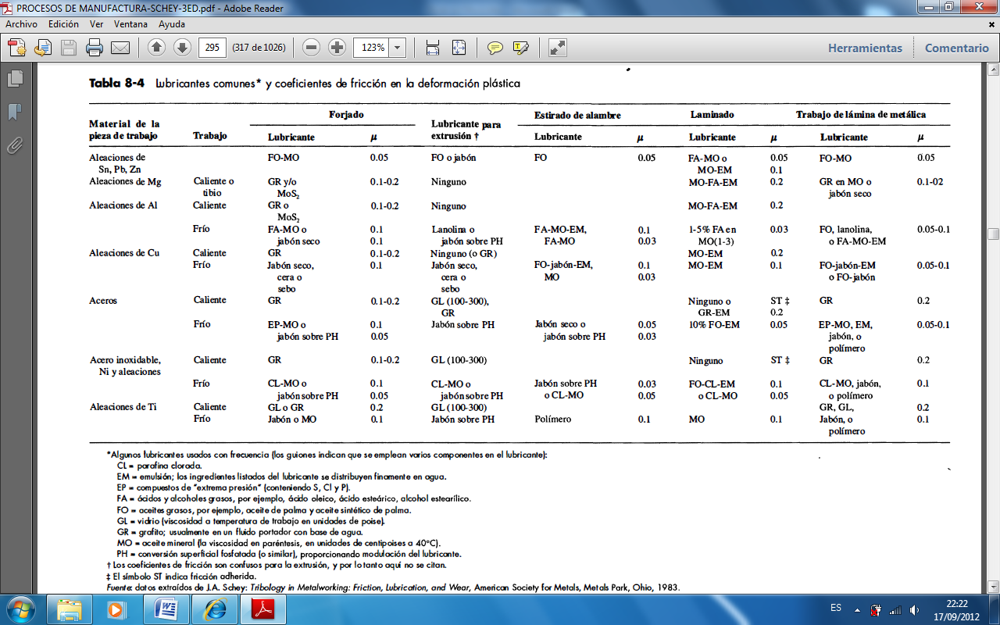 PROCESOS DE MANUFACTURA-SCHEY-3ED.pdf - Adobe Reader
Archivo Edición Ver Ventana Ayuda
295 (317 de 1026) 123% Herramientas Comentario
Tabla 8-4 Lubricantes comunes* y coeficientes de fricción en la deformación plástica
Forjado Estirado de alambre Laminado Trabajo de lámina de metálica
Material de la pieza de trabajo Trabajo Lubricante μ Lubricante para extrusión † Lubricante μ Lubricante μ Lubricante μ
Aleaciones de FO-MO 0.05 FO o jabón FO 0.05 FA-MO o 0.05 FO-MO 0.05
Sn, Pb, Zn MO-EM 0.1
Aleaciones de Mg Caliente o GR y/o 0.1-0.2 Ninguno MO-FA-EM 0.2 GR en MO o 0.1-02
tibio MoS₂ jabón seco
Aleaciones de Al Caliente GR o 0.1-0.2 Ninguno MO-FA-EM 0.2
MoS₂
Frío FA-MO o 0.1 Lanolina o FA-MO-EM, 0.1 1-5% FA en 0.03 FO, lanolina, 0.05-0.1
jabón seco 0.1 jabón sobre PH FA-MO 0.03 MO(1-3) o FA-MO-EM
Aleaciones de Cu Caliente GR 0.1-0.2 Ninguno (o GR) MO-EM 0.2
Frío Jabón seco, 0.1 Jabón seco, FO-jabón-EM, 0.1 MO-EM 0.1 FO-jabón-EM 0.05-0.1
cera o cera o MO 0.03 o FO-jabón
sebo sebo
Aceros Caliente GR 0.1-0.2 GL (100-300), Ninguno o ST ‡ GR 0.2
GR GR-EM 0.2
Frío EP-MO o 0.1 Jabón sobre PH Jabón seco o 0.05 10% FO-EM 0.05 EP-MO, EM, 0.05-0.1
jabón sobre PH 0.05 jabón sobre PH 0.03 jabón, o
polímero
Acero inoxidable, Caliente GR 0.1-0.2 GL (100-300) Ninguno ST ‡ GR 0.2
Ni y aleaciones
Frío CL-MO o 0.1 CL-MO o Jabón sobre PH 0.03 FO-CL-EM 0.1 CL-MO, jabón, 0.1
jabón sobre PH 0.05 jabón sobre PH o CL-MO 0.05 o CL-MO 0.05 o polímero
Aleaciones de Ti Caliente GL o GR 0.2 GL (100-300) GR, GL, 0.2
Frío Jabón o MO 0.1 Jabón sobre PH Polímero 0.1 MO 0.1 Jabón, o 0.1
polímero
*Algunos lubricantes usados con frecuencia (los guiones indican que se emplean varios componentes en el lubricante):
CL = parafina clorada.
EM = emulsión; los ingredientes listados del lubricante se distribuyen finamente en agua.
EP = compuestos de "extrema presión" (conteniendo S, Cl y P).
FA = ácidos y alcoholes grasos, por ejemplo, ácido oleico, ácido esteárico, alcohol estearílico.
FO = aceites grasos, por ejemplo, aceite de palma y aceite sintético de palma.
GL = vidrio (viscosidad a temperatura de trabajo en unidades de poise).
GR = grafito; usualmente en un fluido portador con base de agua.
MO = aceite mineral (la viscosidad en paréntesis, en unidades de centipoises a 40°C).
PH = conversión superficial fosfatada (o similar), proporcionando modulación del lubricante.
† Los coeficientes de fricción son confusos para la extrusión, y por lo tanto aquí no se citan.
‡ El símbolo ST indica fricción adherida.
Fuente: datos extraídos de J.A. Schey: Tribology in Metalworking: Friction, Lubrication, and Wear, American Society for Metals, Metals Park, Ohio, 1983.
ES 22:22
17/09/2012